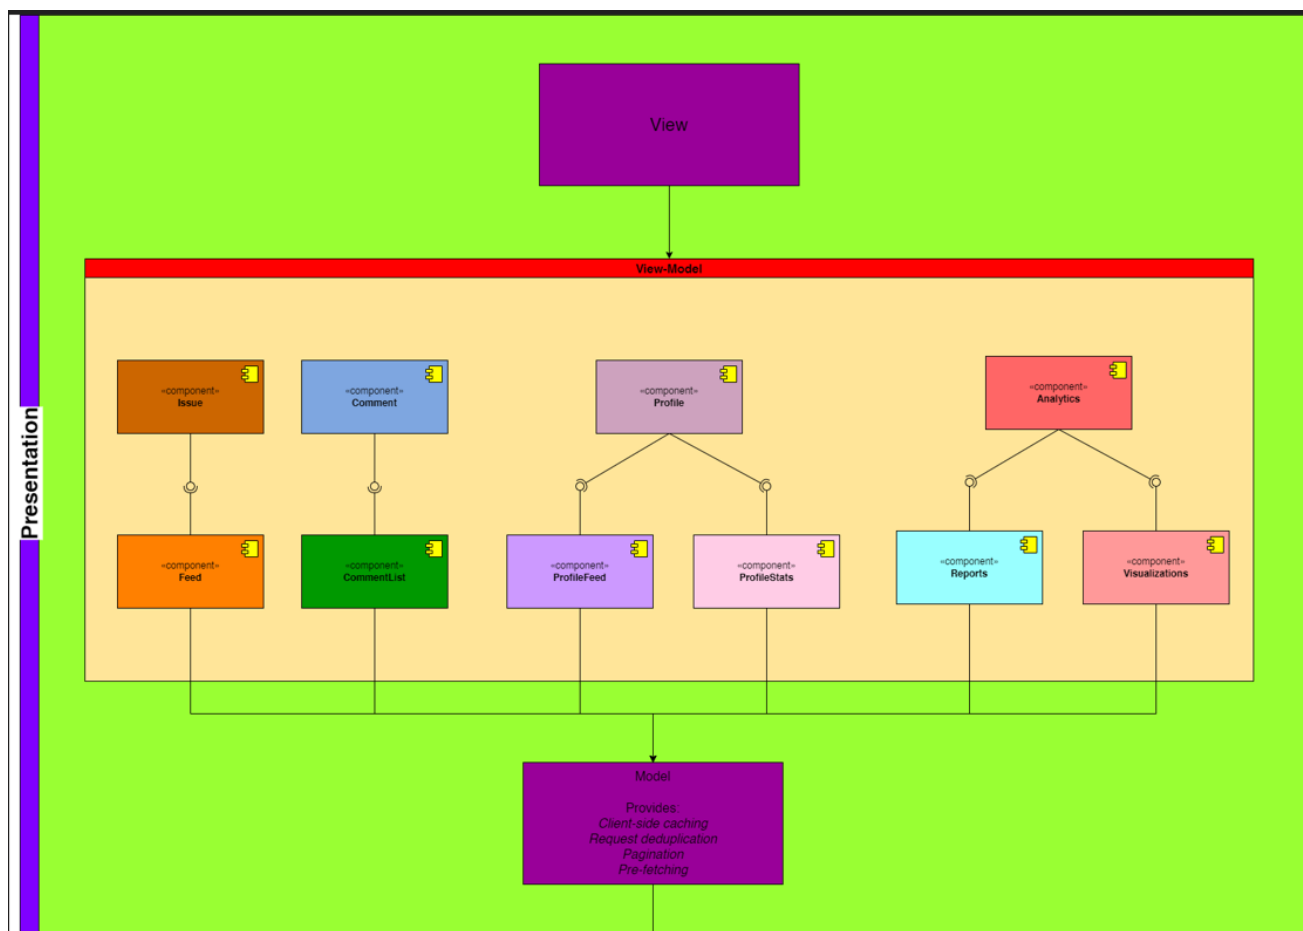 Presentation
View
View-Model
«component»
Issue
«component»
Comment
«component»
Profile
«component»
Analytics
«component»
Feed
«component»
CommentList
«component»
ProfileFeed
«component»
ProfileStats
«component»
Reports
«component»
Visualizations
Model
Provides:
Client-side caching
Request deduplication
Pagination
Pre-fetching